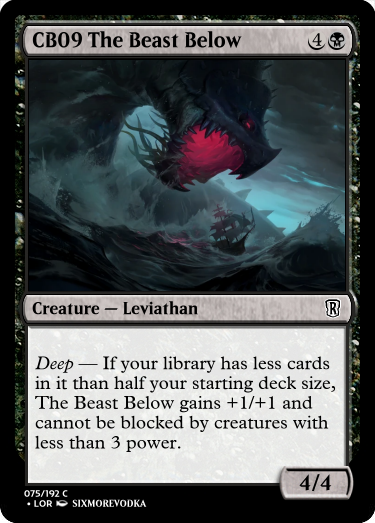 CB09 The Beast Below 4
Creature — Leviathan R
Deep — If your library has less cards
in it than half your starting deck size,
The Beast Below gains +1/+1 and
cannot be blocked by creatures with
less than 3 power.
4/4
075/192 C
• LOR SIXMOREVODKA